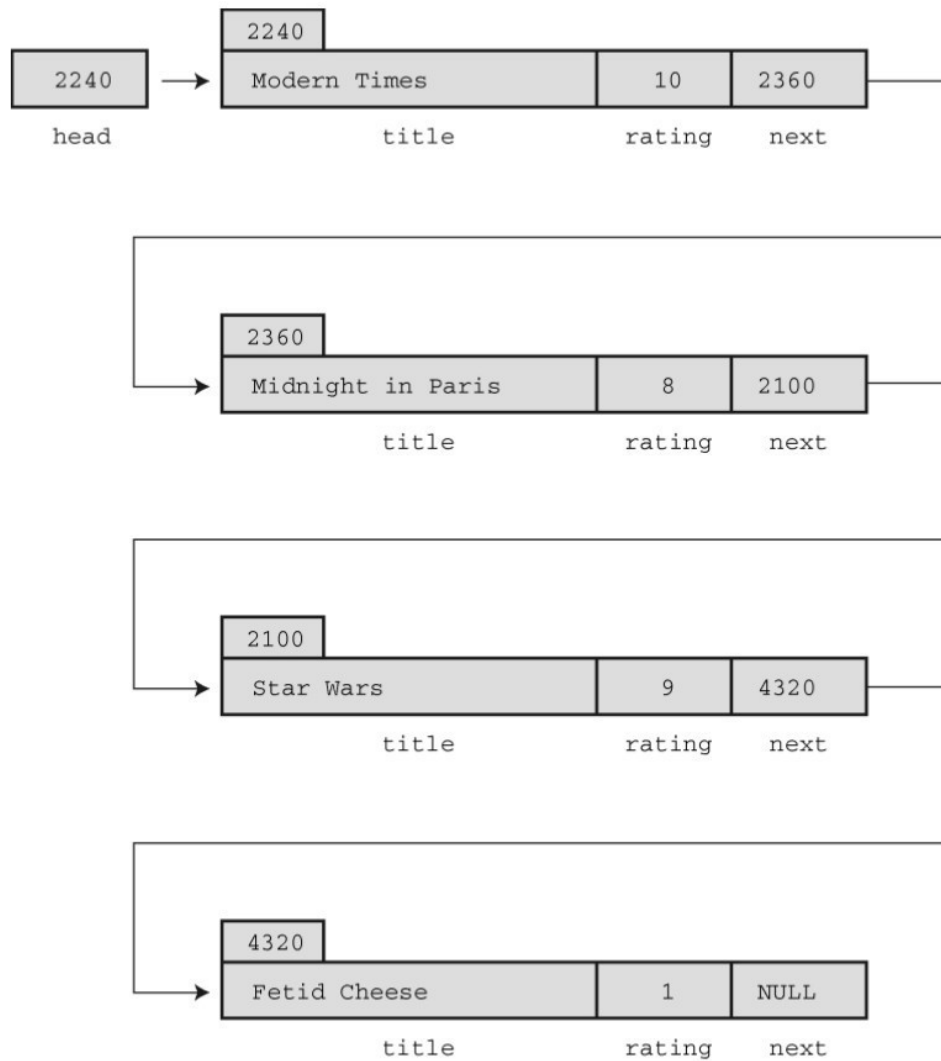 2240
2240 Modern Times 10 2360
head title rating next
2360
Midnight in Paris 8 2100
title rating next
2100
Star Wars 9 4320
title rating next
4320
Fetid Cheese 1 NULL
title rating next